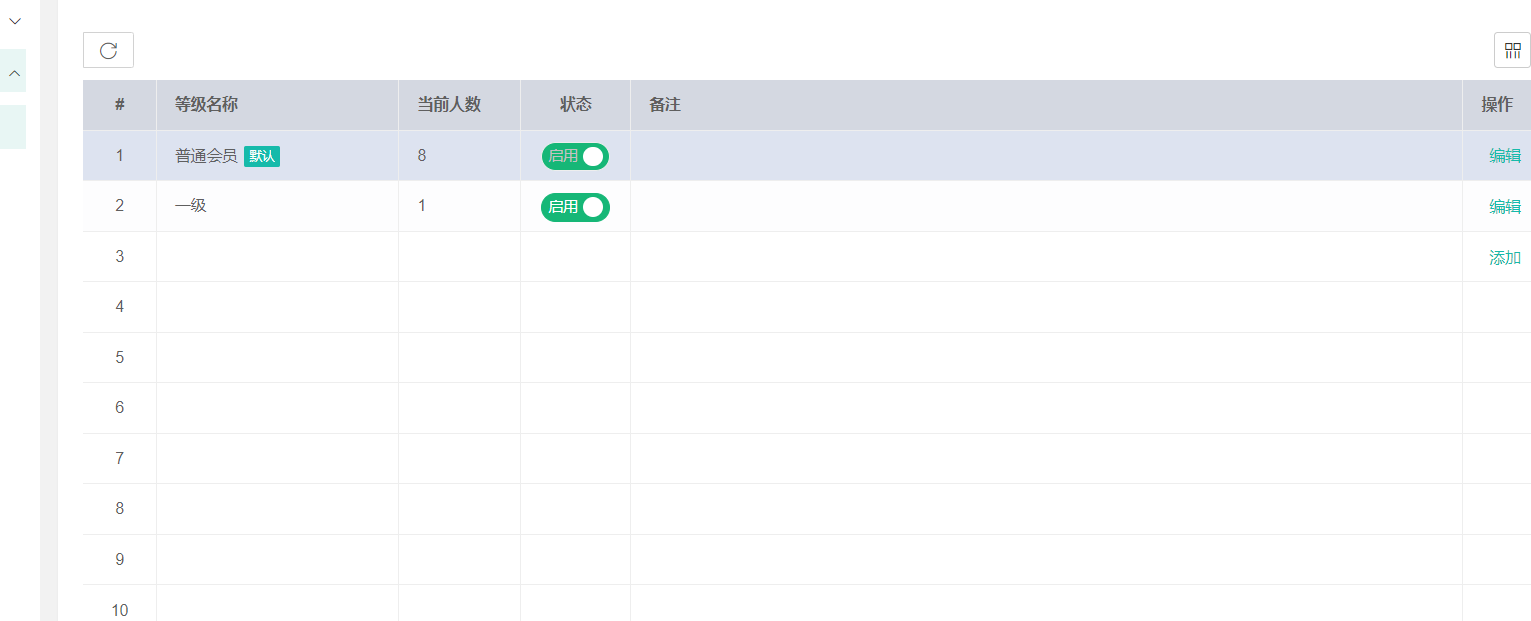 # 等级名称 当前人数 状态 备注 操作
1 普通会员 默认 8 启用 编辑
2 一级 1 启用 编辑
3 添加
4
5
6
7
8
9
10